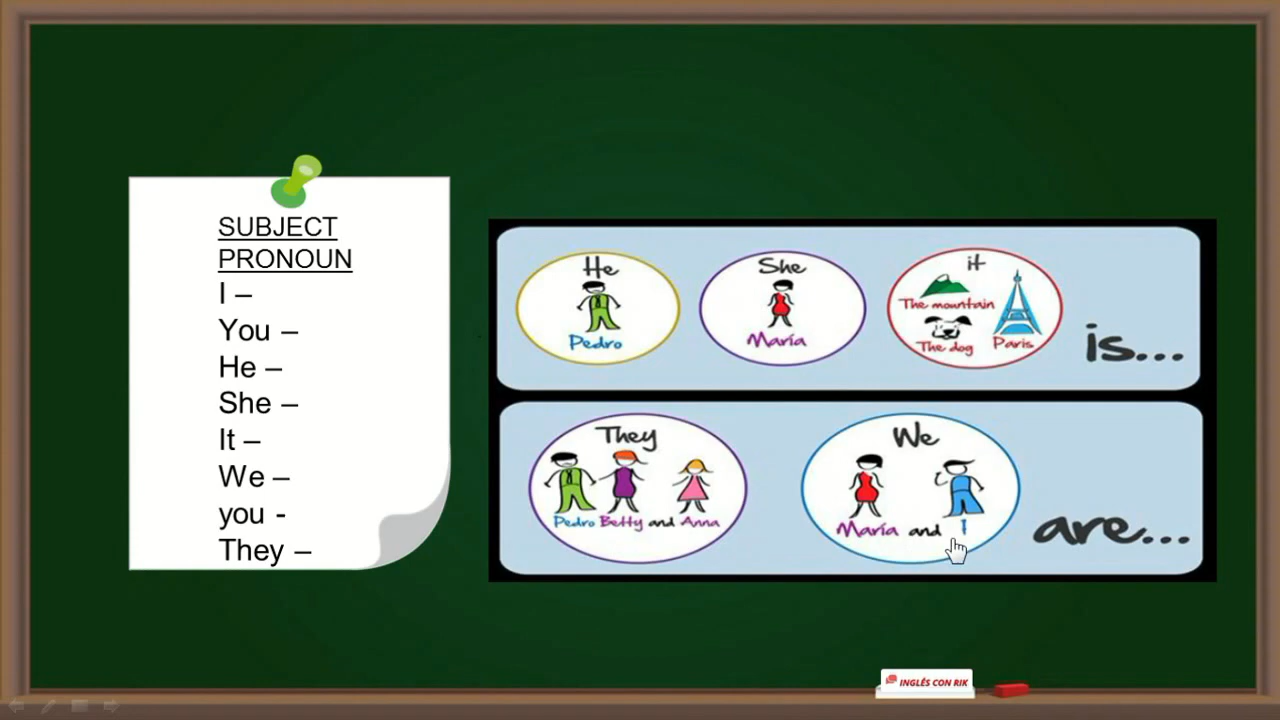 SUBJECT
PRONOUN
I –
You –
He –
She –
It –
We –
you -
They –
He
Pedro
She
María
it
The mountain
The dog
Paris
is...
They
Pedro Betty and Anna
We
María and I
are...
INGLÉS CON RIK